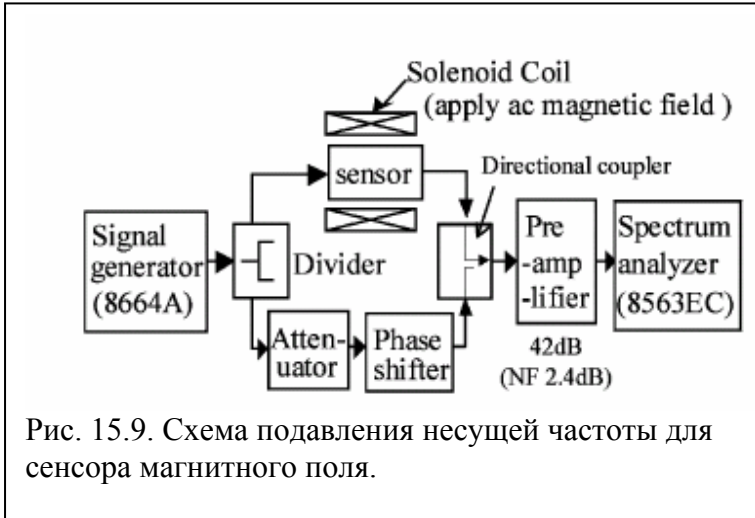 Solenoid Coil
(apply ac magnetic field )
sensor
Directional coupler
Signal
generator
(8664A)
Divider
Atten-
uator
Phase
shifter
Pre
-amp
-lifier
42dB
(NF 2.4dB)
Spectrum
analyzer
(8563EC)
Рис. 15.9. Схема подавления несущей частоты для
сенсора магнитного поля.